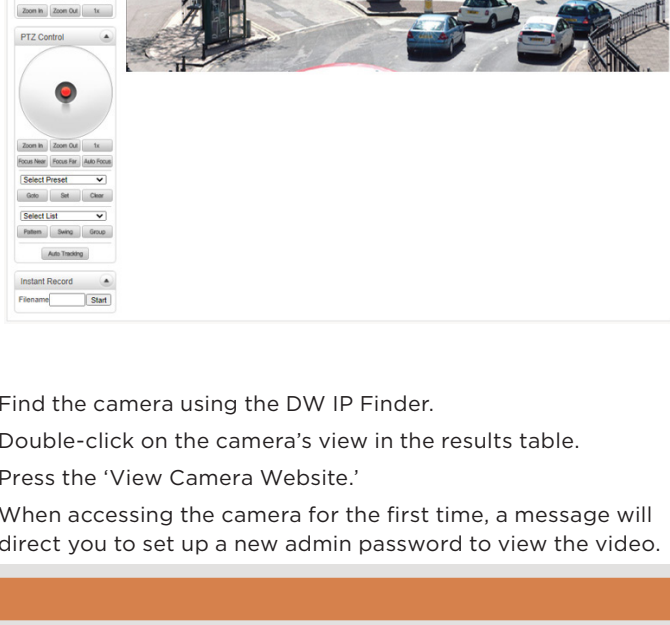 Zoom In Zoom Out 1x
PTZ Control
Zoom In Zoom Out 1x
Focus Near Focus Far Auto Focus
Select Preset
Goto Set Clear
Select List
Pattern Swing Group
Auto Tracking
Instant Record
Filename Start
Find the camera using the DW IP Finder.
Double-click on the camera’s view in the results table.
Press the ‘View Camera Website.’
When accessing the camera for the first time, a message will
direct you to set up a new admin password to view the video.